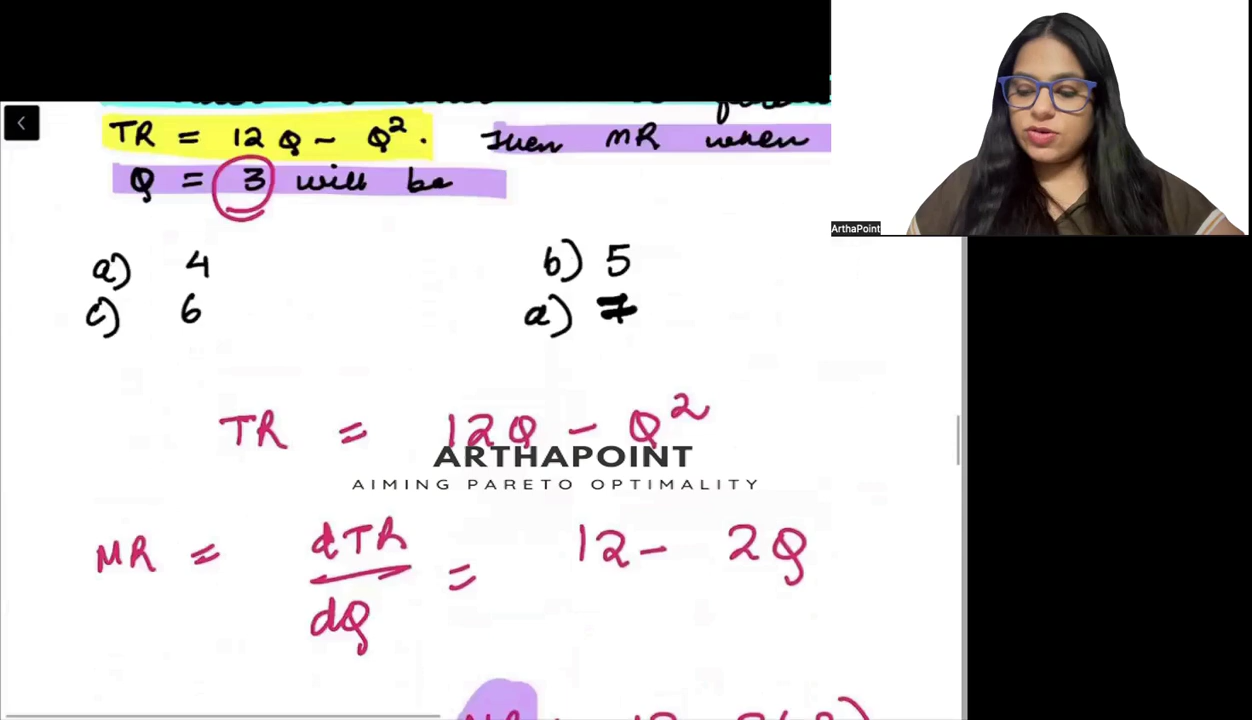 TR = 12Q - Q². Then MR when
Q = 3 will be
a) 4 b) 5
c) 6 d) 7
TR = 12Q - Q²
ARTHAPOINT
AIMING PARETO OPTIMALITY
MR = dTR/dQ = 12 - 2Q
ArthaPoint